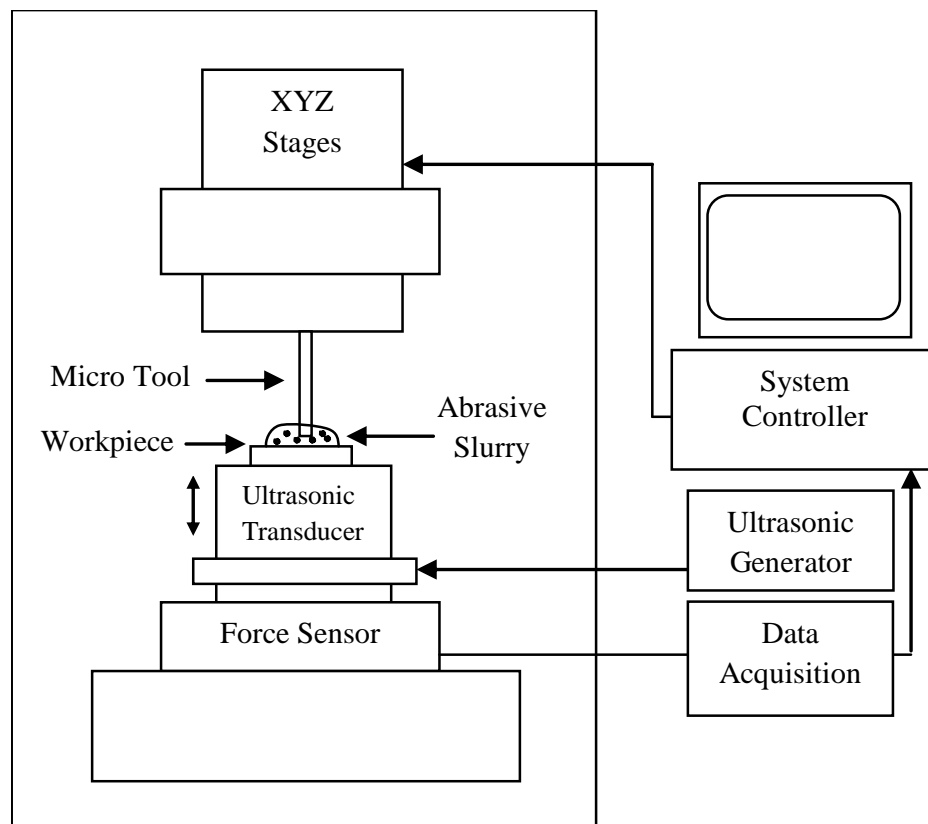 XYZ
Stages
Micro Tool
Workpiece
Abrasive
Slurry
Ultrasonic
Transducer
Force Sensor
System
Controller
Ultrasonic
Generator
Data
Acquisition